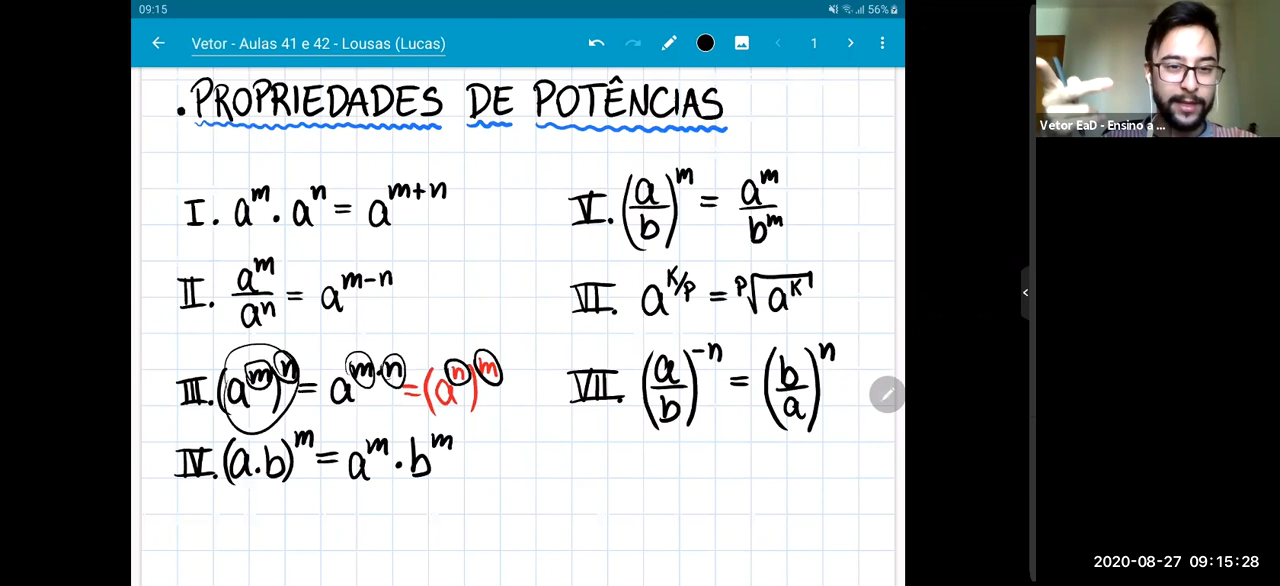 09:15
56%
Vetor - Aulas 41 e 42 - Lousas (Lucas)
1
.PROPRIEDADES DE POTÊNCIAS
I. a^m . a^n = a^{m+n}
II. a^m/a^n = a^{m-n}
III. (a^m)^n = a^{m.n} = (a^n)^m
IV. (a.b)^m = a^m . b^m
V. (a/b)^m = a^m/b^m
VI. a^{K/P} = ᴾ√(a^K)
VII. (a/b)^{-n} = (b/a)^n
Vetor EaD - Ensino a ...
2020-08-27 09:15:28